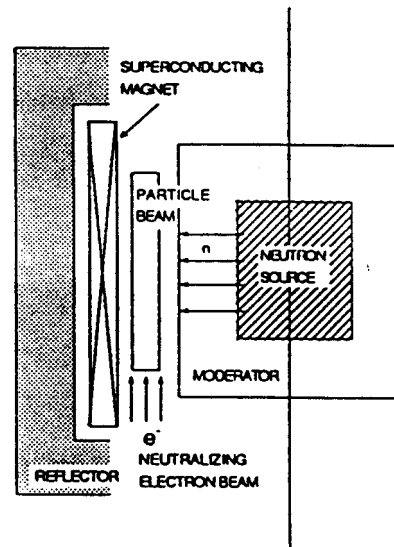 SUPERCONDUCTING
MAGNET
PARTICLE
BEAM
n
NEUTRON
SOURCE
MODERATOR
e⁻
REFLECTOR
NEUTRALIZING
ELECTRON BEAM